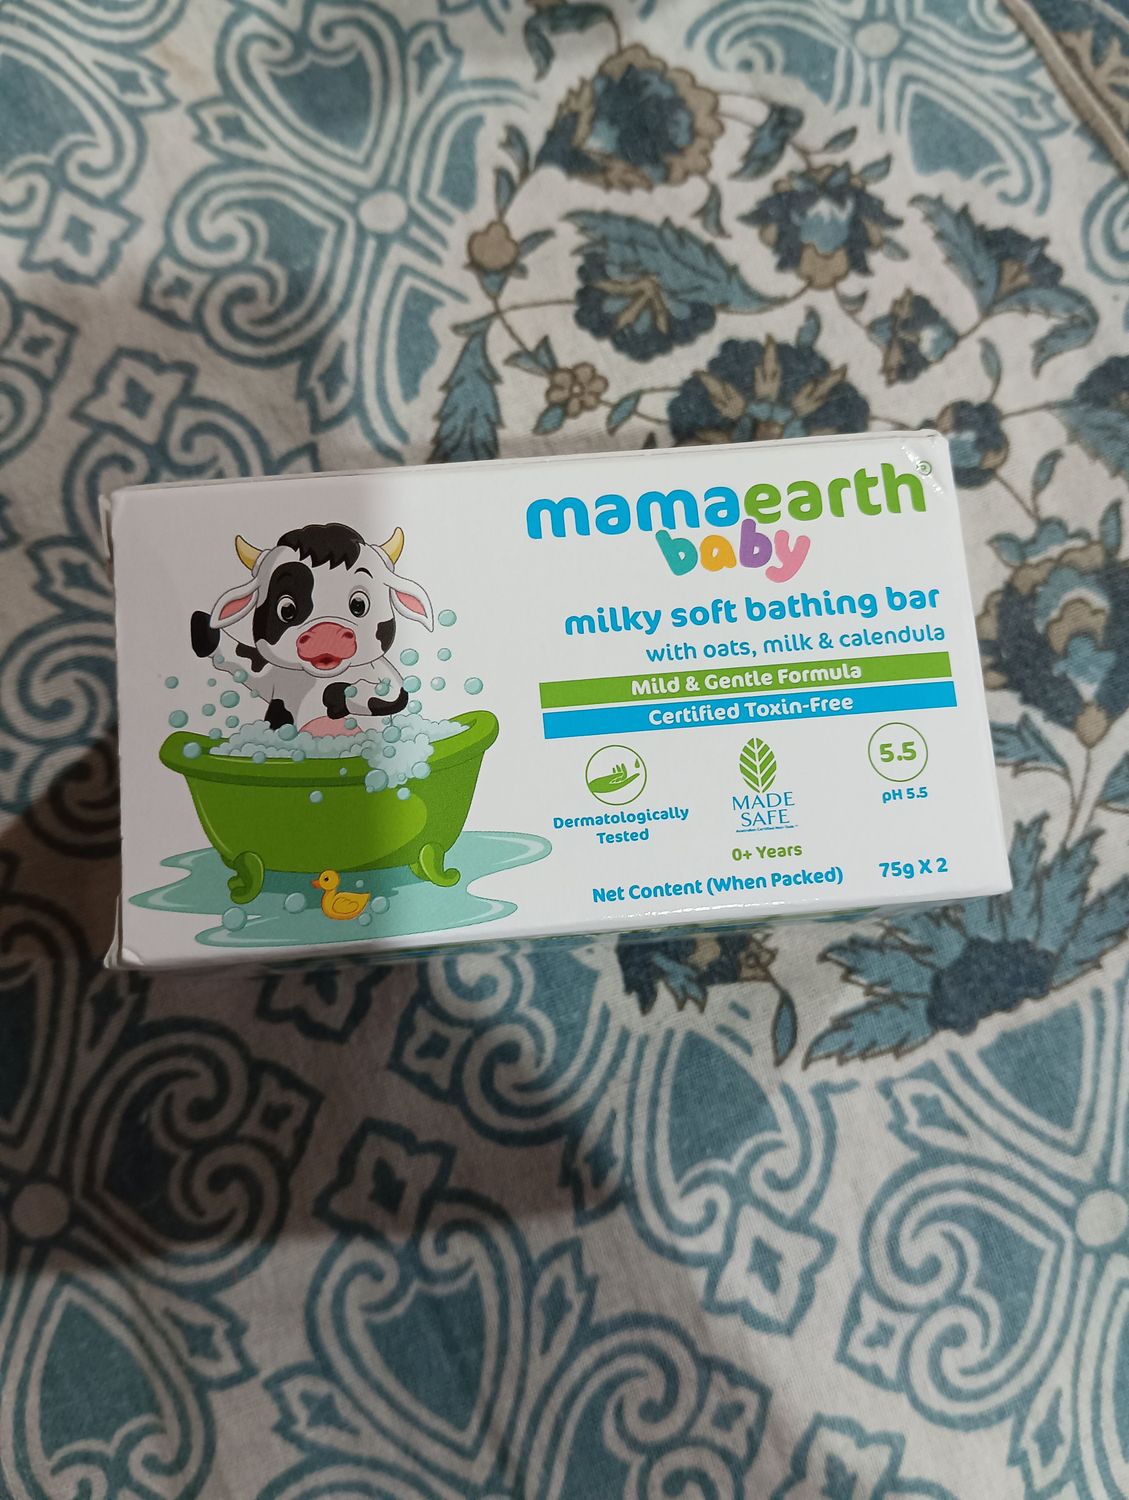 mamaearth®
baby
milky soft bathing bar
with oats, milk & calendula
Mild & Gentle Formula
Certified Toxin-Free
Dermatologically
Tested
MADE
SAFE
0+ Years
5.5
pH 5.5
Net Content (When Packed) 75g X 2